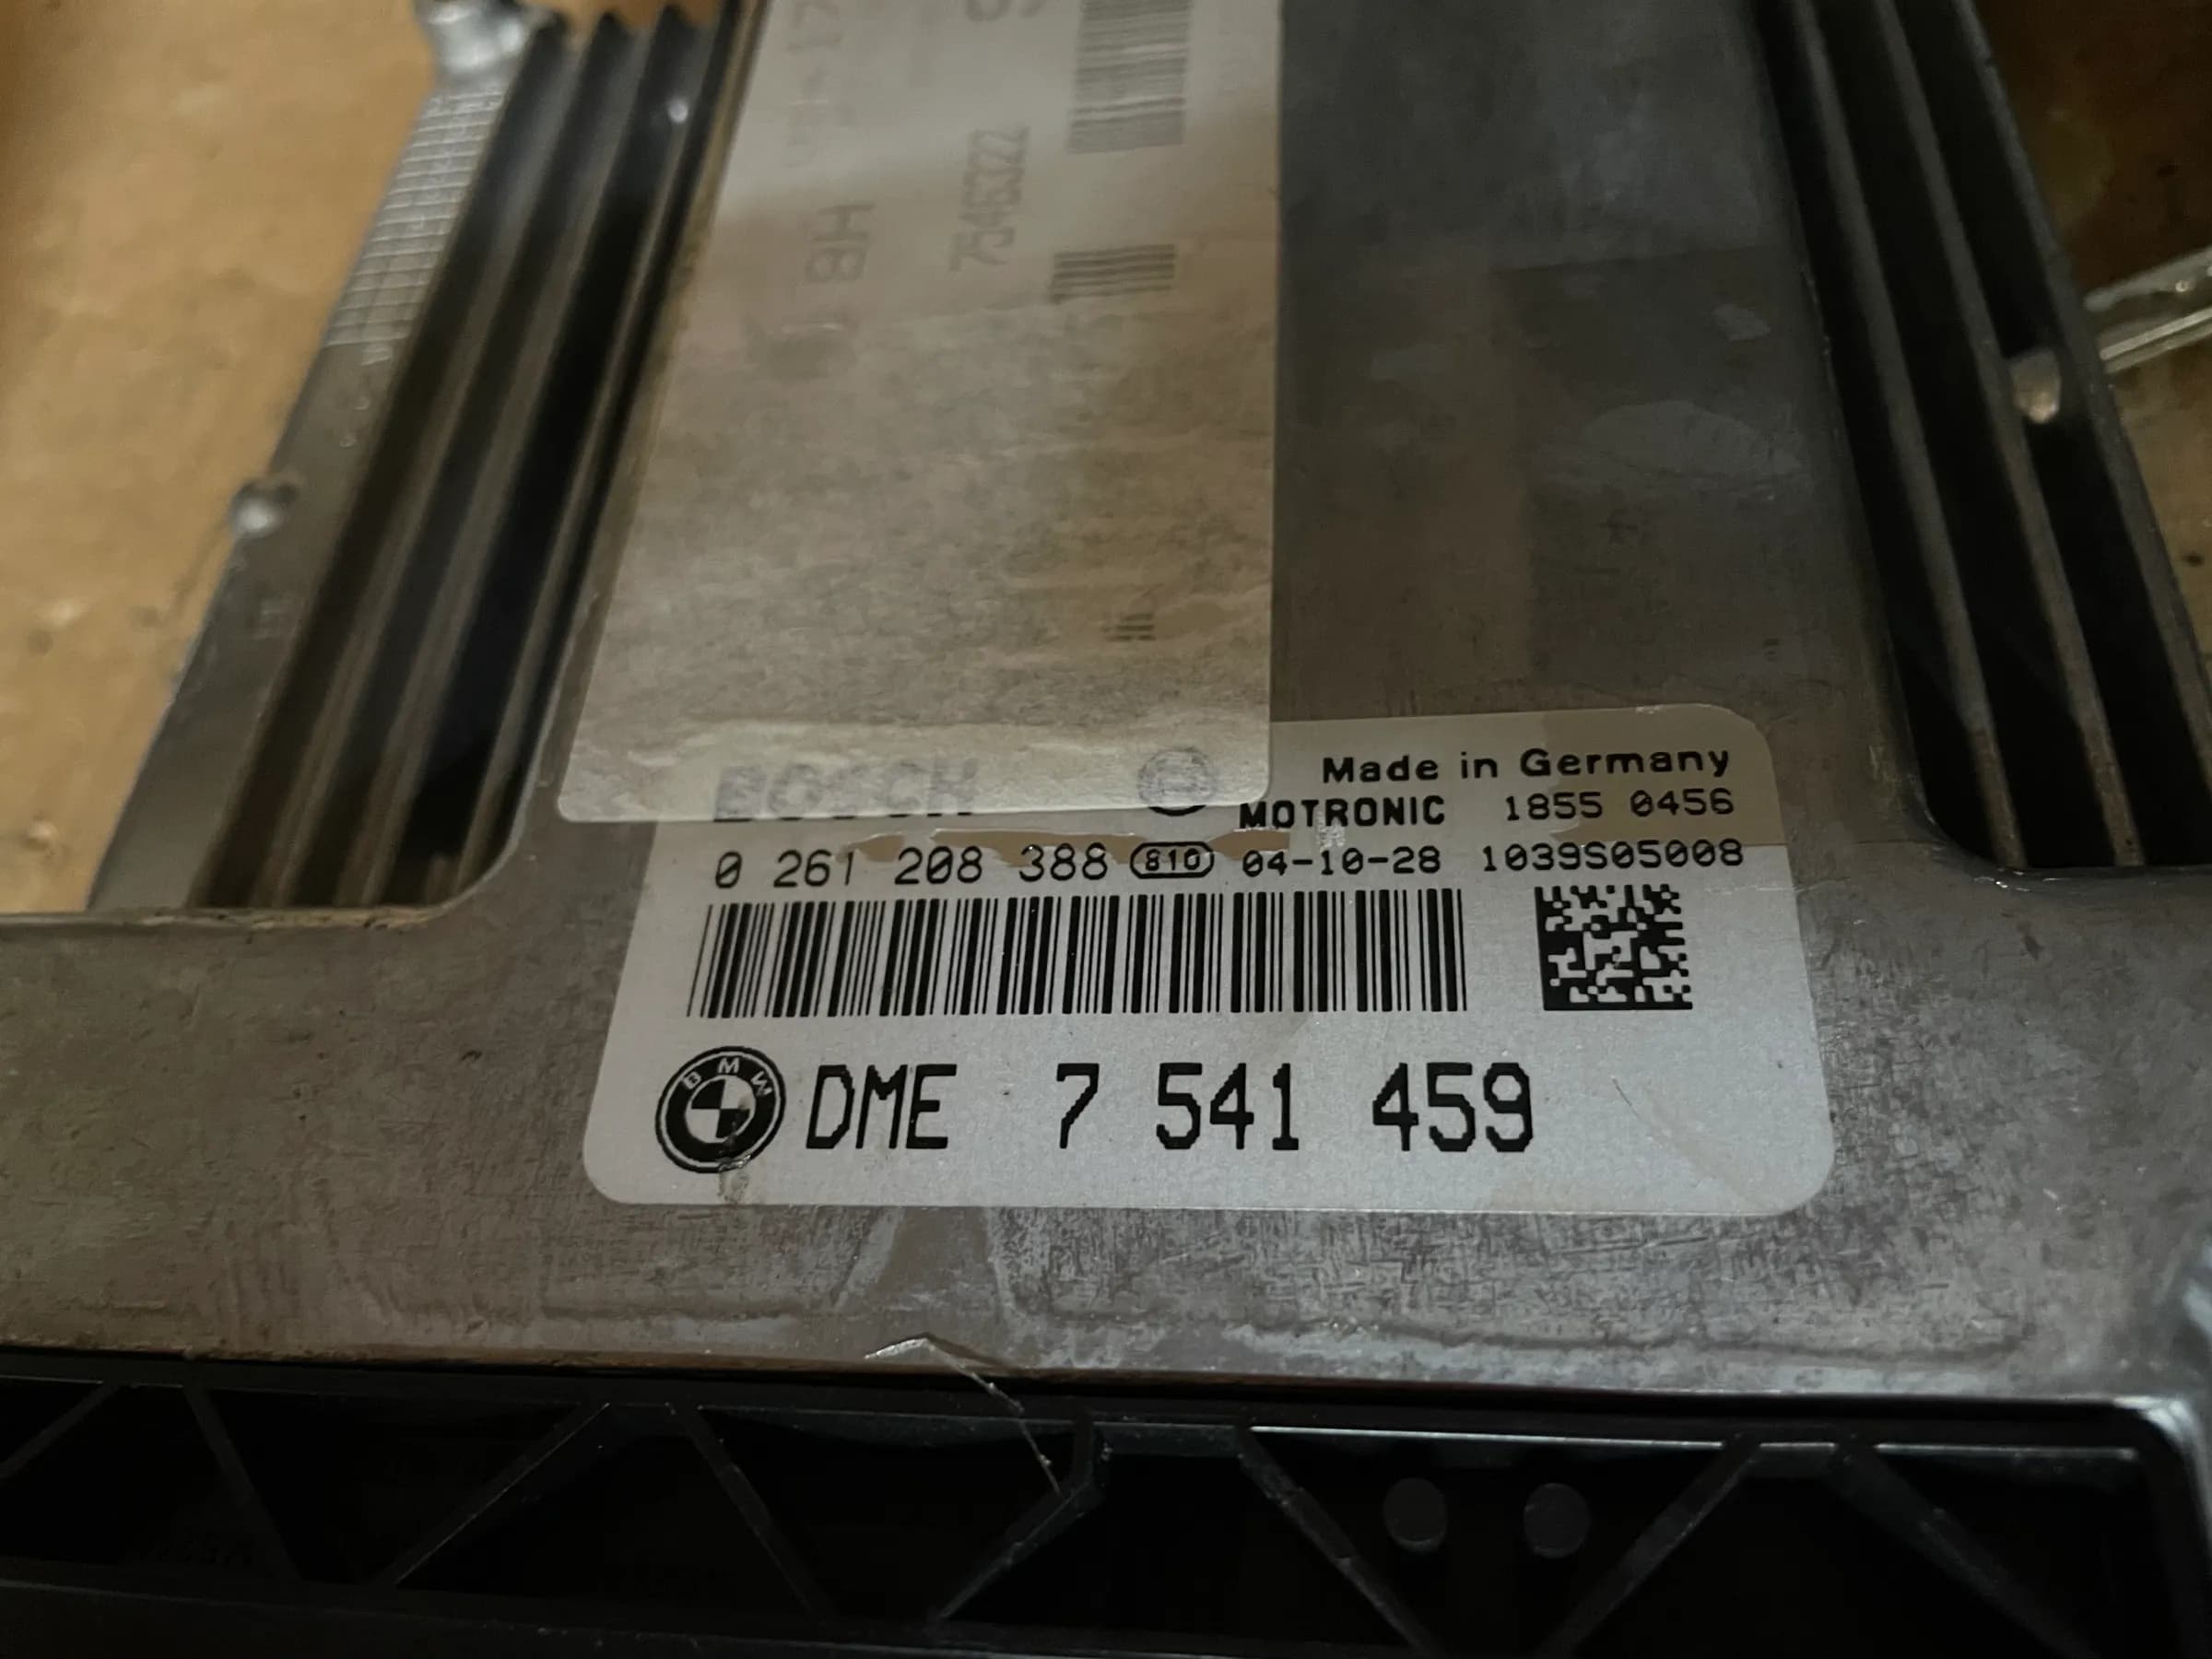 7546322
BOSCH
Made in Germany
MOTRONIC 1855 0456
0 261 208 388 810 04-10-28 1039S05008
BMW DME 7 541 459